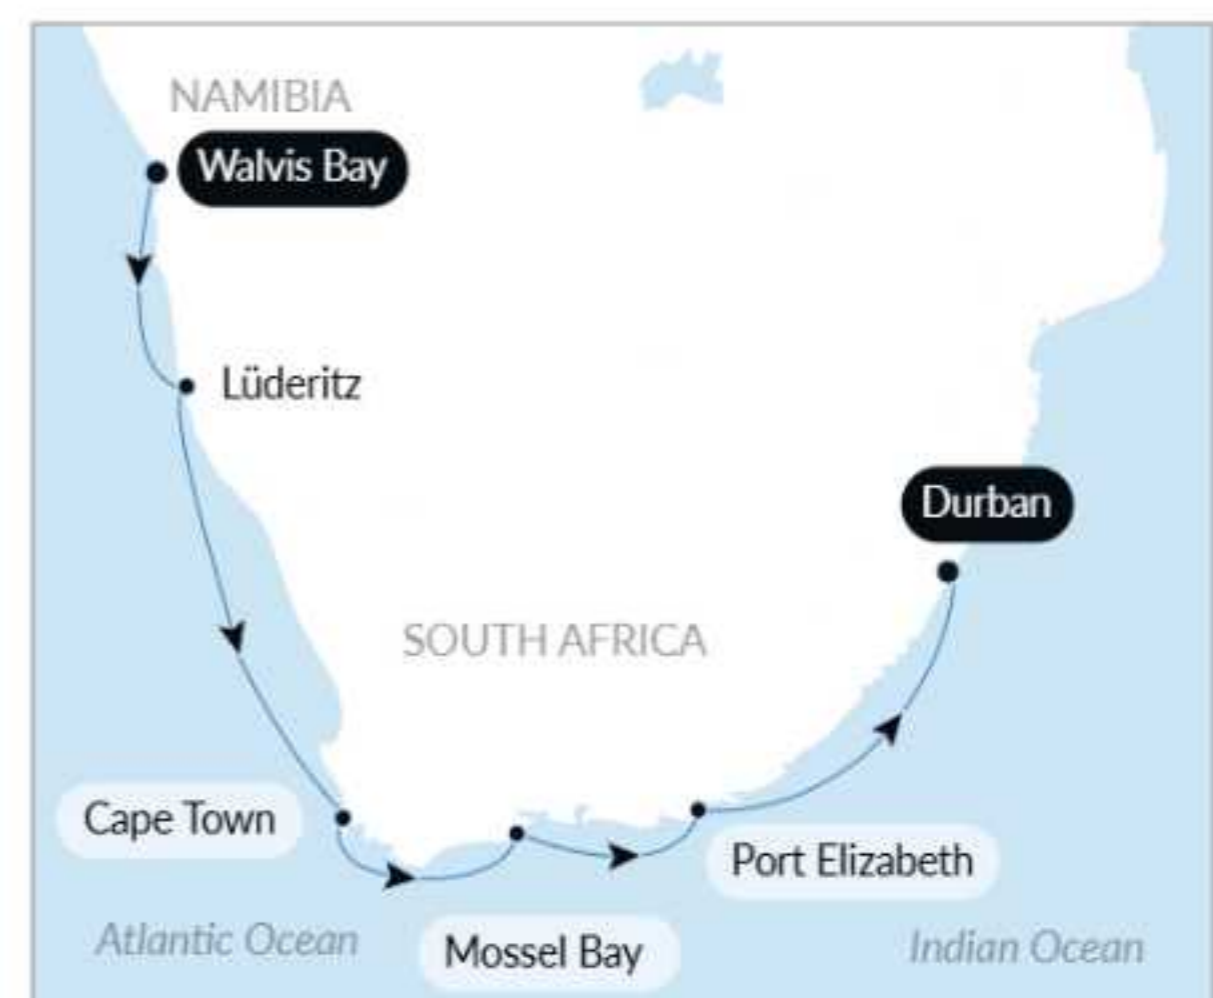 NAMIBIA
Walvis Bay
Lüderitz
Durban
SOUTH AFRICA
Cape Town
Port Elizabeth
Atlantic Ocean
Mossel Bay
Indian Ocean